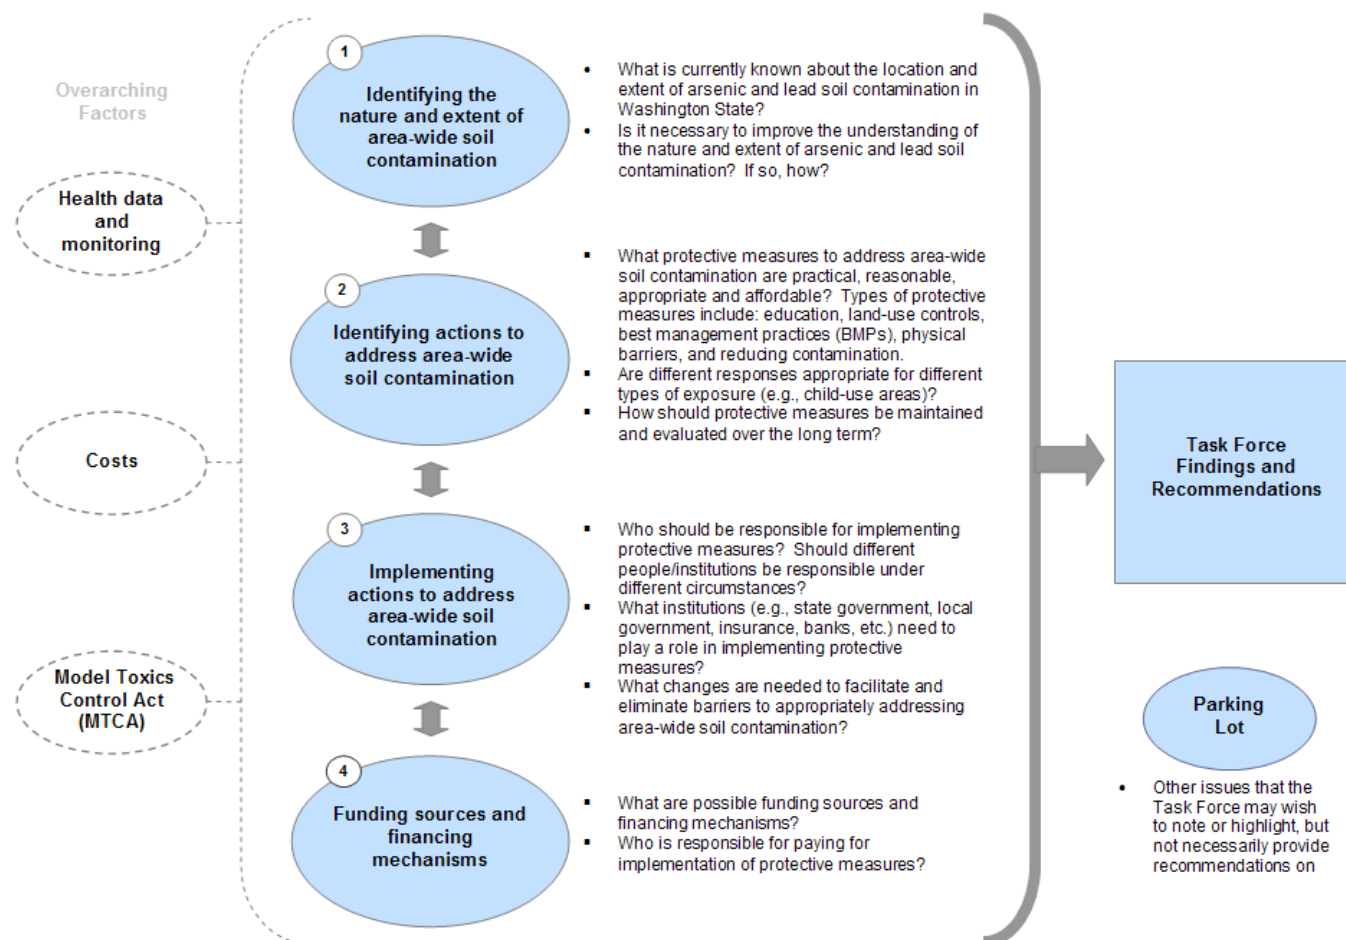 Overarching
Factors
Health data
and
monitoring
Costs
Model Toxics
Control Act
(MTCA)
1
Identifying the
nature and extent of
area-wide soil
contamination
• What is currently known about the location and
extent of arsenic and lead soil contamination in
Washington State?
• Is it necessary to improve the understanding of
the nature and extent of arsenic and lead soil
contamination? If so, how?
2
Identifying actions to
address area-wide
soil contamination
▪ What protective measures to address area-wide
soil contamination are practical, reasonable,
appropriate and affordable? Types of protective
measures include: education, land-use controls,
best management practices (BMPs), physical
barriers, and reducing contamination.
▪ Are different responses appropriate for different
types of exposure (e.g., child-use areas)?
▪ How should protective measures be maintained
and evaluated over the long term?
3
Implementing
actions to address
area-wide soil
contamination
▪ Who should be responsible for implementing
protective measures? Should different
people/institutions be responsible under
different circumstances?
▪ What institutions (e.g., state government, local
government, insurance, banks, etc.) need to
play a role in implementing protective
measures?
▪ What changes are needed to facilitate and
eliminate barriers to appropriately addressing
area-wide soil contamination?
4
Funding sources and
financing
mechanisms
▪ What are possible funding sources and
financing mechanisms?
▪ Who is responsible for paying for
implementation of protective measures?
Task Force
Findings and
Recommendations
Parking
Lot
• Other issues that the
Task Force may wish
to note or highlight, but
not necessarily provide
recommendations on